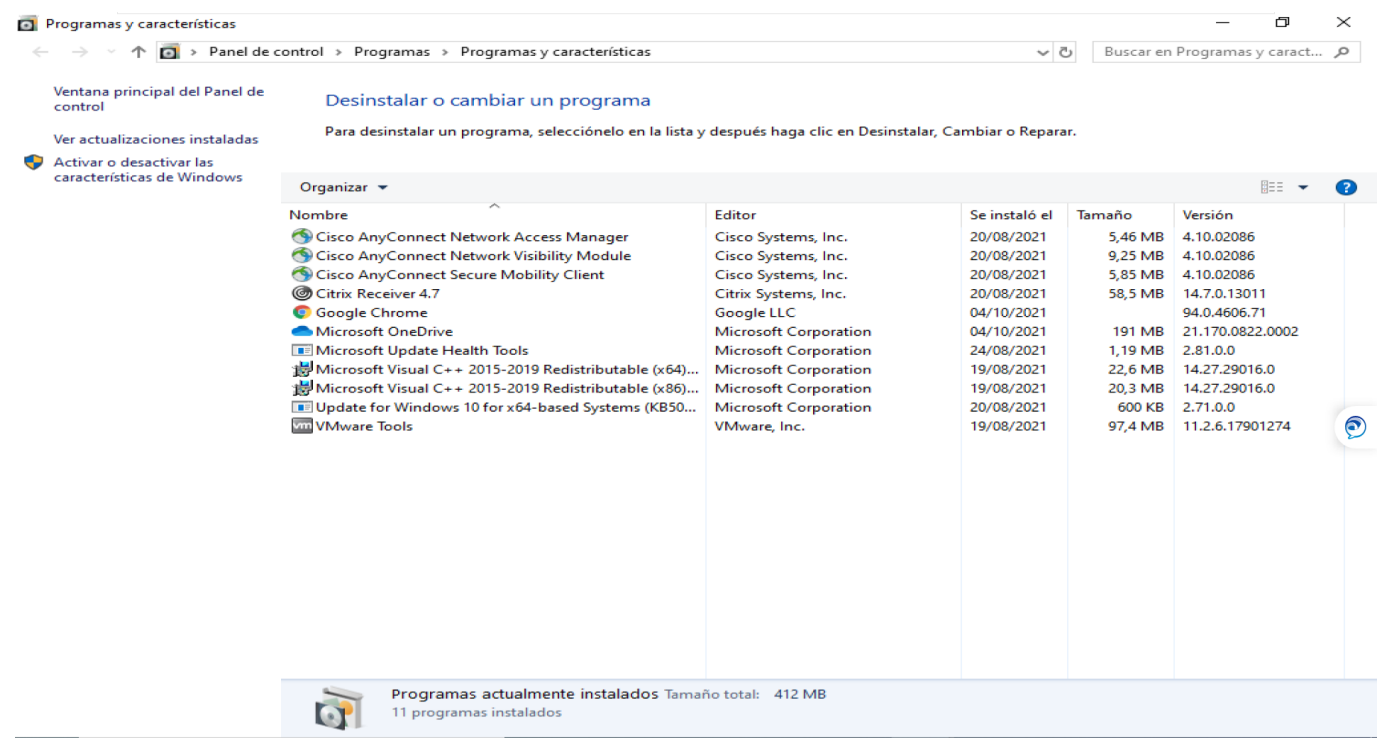 Programas y características
Panel de control > Programas > Programas y características
Buscar en Programas y caract...
Ventana principal del Panel de
control
Ver actualizaciones instaladas
Activar o desactivar las
características de Windows
Desinstalar o cambiar un programa
Para desinstalar un programa, selecciónelo en la lista y después haga clic en Desinstalar, Cambiar o Reparar.
Organizar
Nombre Editor Se instaló el Tamaño Versión
Cisco AnyConnect Network Access Manager Cisco Systems, Inc. 20/08/2021 5,46 MB 4.10.02086
Cisco AnyConnect Network Visibility Module Cisco Systems, Inc. 20/08/2021 9,25 MB 4.10.02086
Cisco AnyConnect Secure Mobility Client Cisco Systems, Inc. 20/08/2021 5,85 MB 4.10.02086
Citrix Receiver 4.7 Citrix Systems, Inc. 20/08/2021 58,5 MB 14.7.0.13011
Google Chrome Google LLC 04/10/2021 94.0.4606.71
Microsoft OneDrive Microsoft Corporation 04/10/2021 191 MB 21.170.0822.0002
Microsoft Update Health Tools Microsoft Corporation 24/08/2021 1,19 MB 2.81.0.0
Microsoft Visual C++ 2015-2019 Redistributable (x64)... Microsoft Corporation 19/08/2021 22,6 MB 14.27.29016.0
Microsoft Visual C++ 2015-2019 Redistributable (x86)... Microsoft Corporation 19/08/2021 20,3 MB 14.27.29016.0
Update for Windows 10 for x64-based Systems (KB50... Microsoft Corporation 20/08/2021 600 KB 2.71.0.0
vm VMware Tools VMware, Inc. 19/08/2021 97,4 MB 11.2.6.17901274
Programas actualmente instalados Tamaño total: 412 MB
11 programas instalados